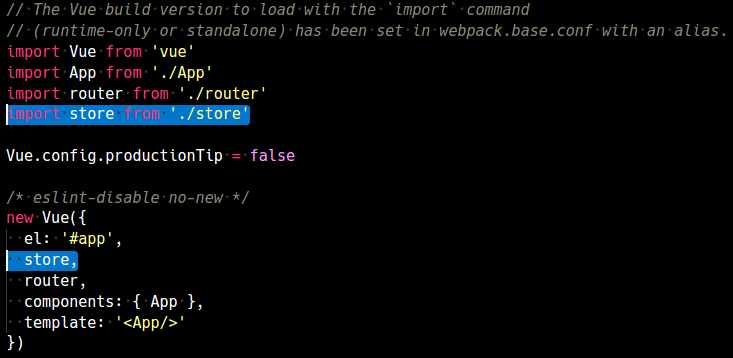 // The Vue build version to load with the `import` command
// (runtime-only or standalone) has been set in webpack.base.conf with an alias.
import Vue from 'vue'
import App from './App'
import router from './router'
import store from './store'
Vue.config.productionTip = false
/* eslint-disable no-new */
new Vue({
  el: '#app',
  store,
  router,
  components: { App },
  template: '<App/>'
})